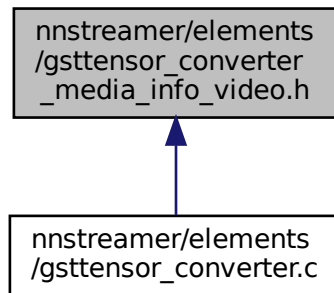 nnstreamer/elements
/gsttensor_converter
_media_info_video.h
nnstreamer/elements
/gsttensor_converter.c